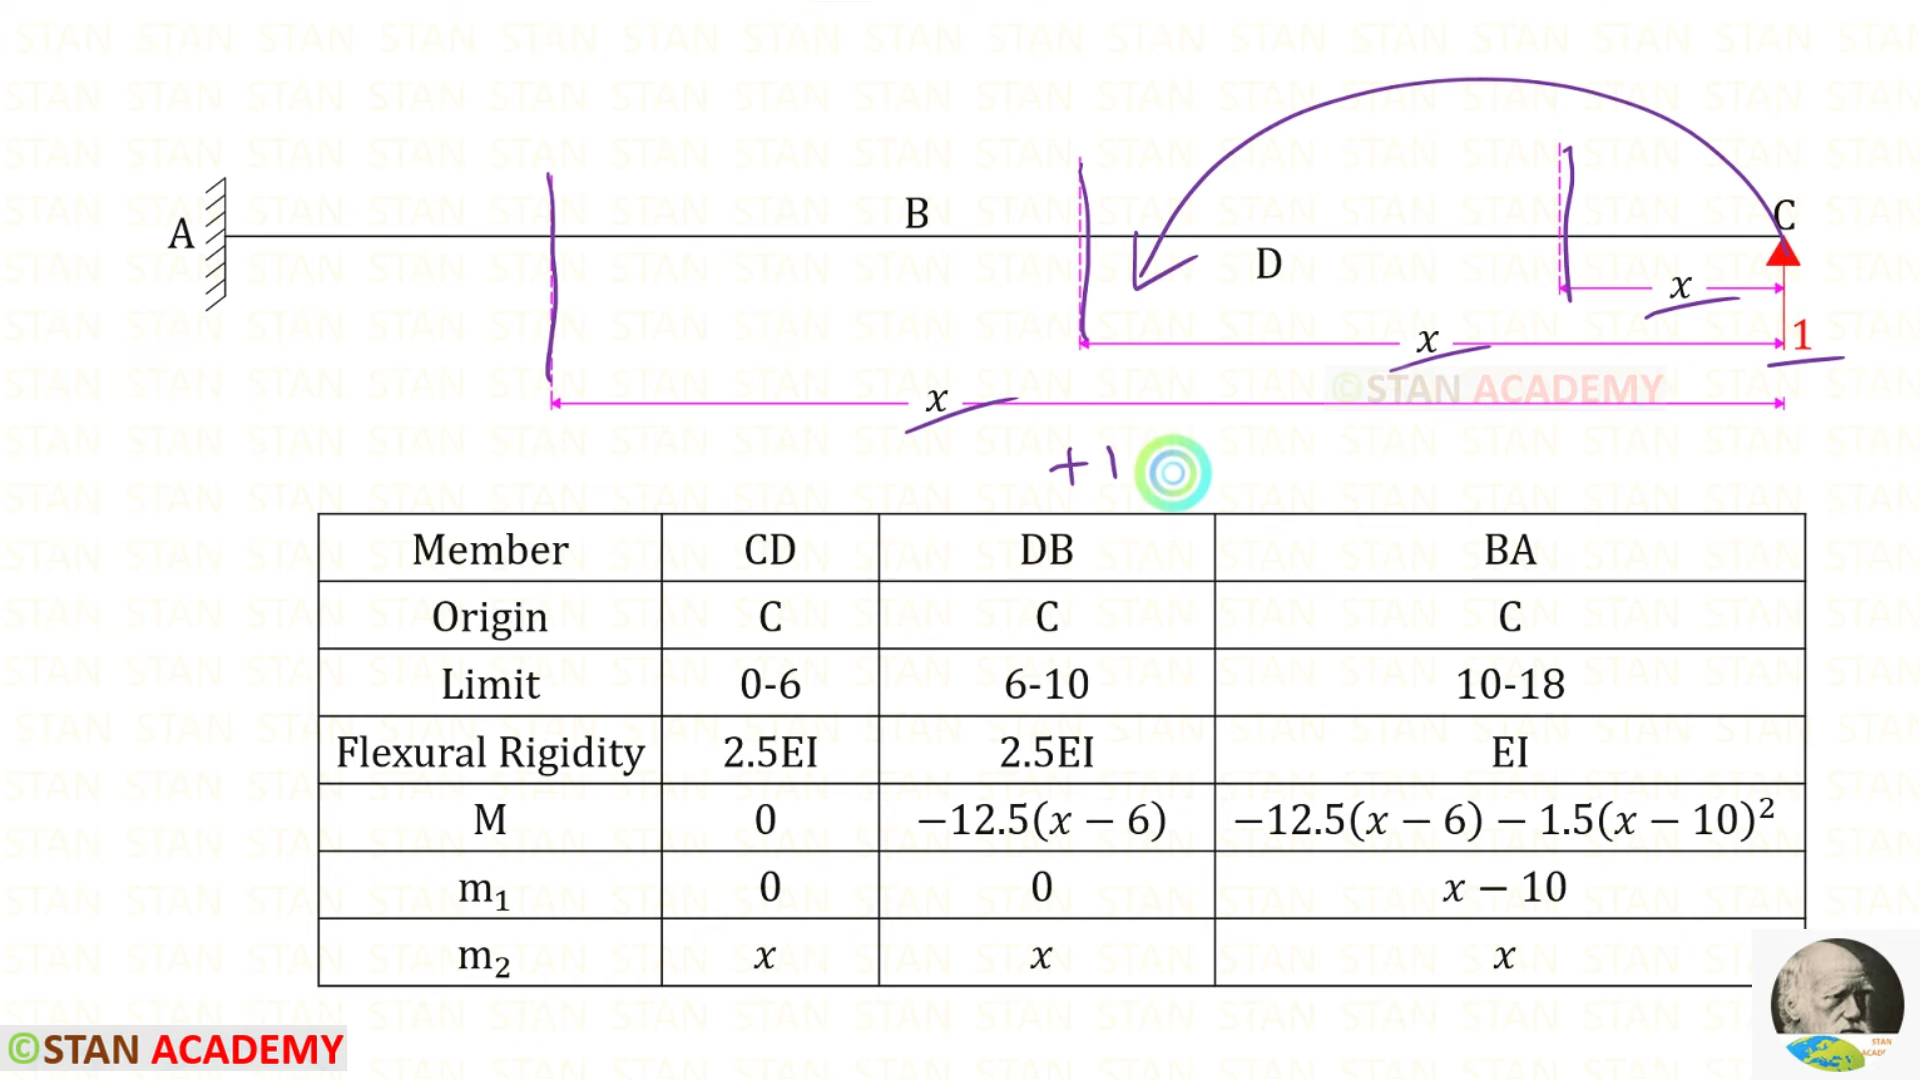 B
C
A
D
x
x
1
©STAN ACADEMY
x
+1
Member CD DB BA
Origin C C C
Limit 0-6 6-10 10-18
Flexural Rigidity 2.5EI 2.5EI EI
M 0 −12.5(x − 6) −12.5(x − 6) − 1.5(x − 10)²
m₁ 0 0 x − 10
m₂ x x x
©STAN ACADEMY